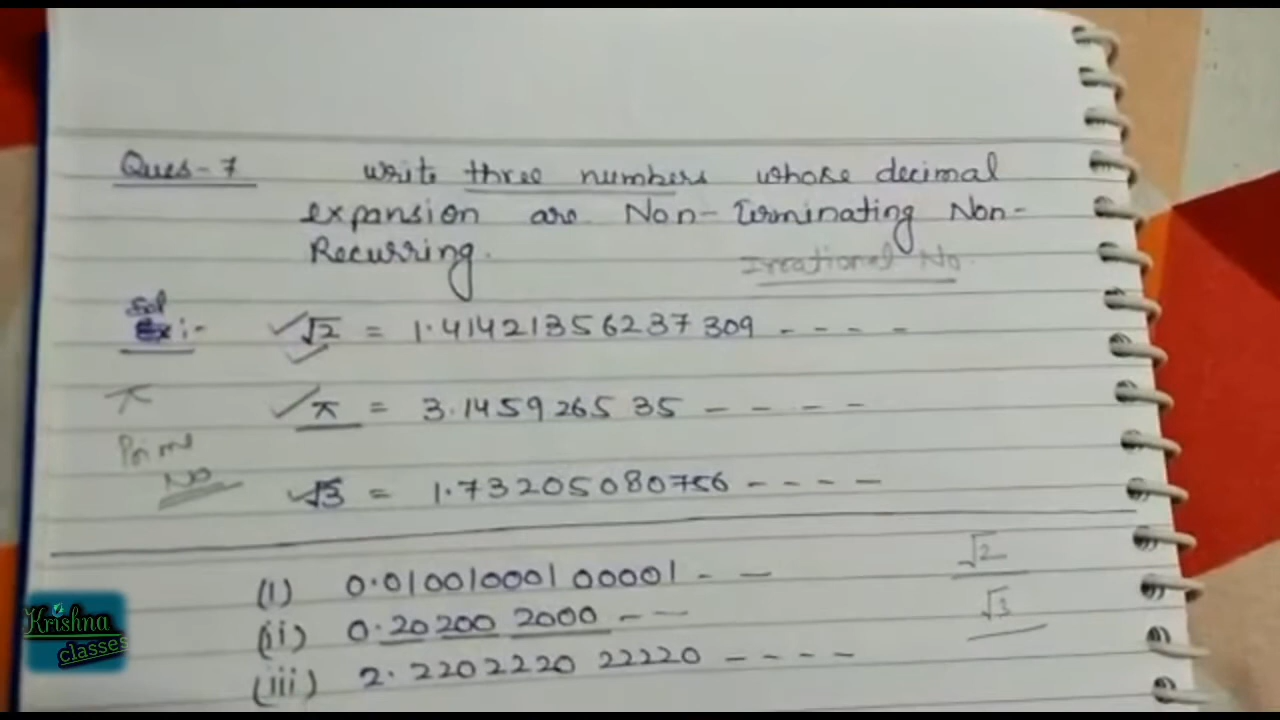 Ques-7 Write three numbers whose decimal
expansion are Non-Terminating Non-
Recurring.
Irrational No.
Sol
Ex:- √2 = 1.41421356237309 - - - -
π π = 3.1459265 35 - - - -
Prime
No √3 = 1.73205080756 - - - -
√2
(i) 0.01001000100001 - -
√3
(ii) 0.20200 2000 - -
(iii) 2.2202220 22220 - - - -
Krishna
classes